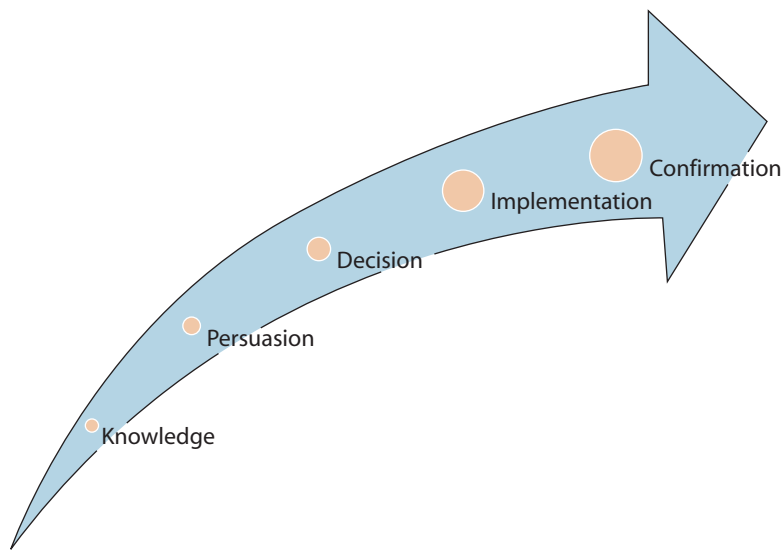 Confirmation
Implementation
Decision
Persuasion
Knowledge